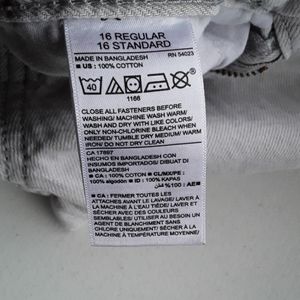 16 REGULAR
16 STANDARD
MADE IN BANGLADESH RN 54023
■ US : 100% COTTON
40
1166
CLOSE ALL FASTENERS BEFORE
WASHING/ MACHINE WASH WARM/
WASH AND DRY WITH LIKE COLORS/
ONLY NON-CHLORINE BLEACH WHEN
NEEDED/ TUMBLE DRY MEDIUM/ WARM
IRON/ DO NOT DRY CLEAN
CA 17897
HECHO EN BANGLADESH CON
INSUMOS IMPORTADOS/ DIBUAT DI
BANGLADESH
■ CA : 100% COTTON ■ CL/MX/PE :
100% algodón ■ ID : 100% KAPAS
■ AE : 100% قطن
■ CA : FERMER TOUTES LES
ATTACHES AVANT LE LAVAGE/ LAVER À
LA MACHINE À L'EAU TIÈDE/ LAVER ET
SÉCHER AVEC DES COULEURS
SEMBLABLES/ UTILISER AU BESOIN UN
AGENT DE BLANCHIMENT SANS
CHLORE UNIQUEMENT/ SÉCHER À LA
MACHINE À TEMPÉRATURE MOYENNE/